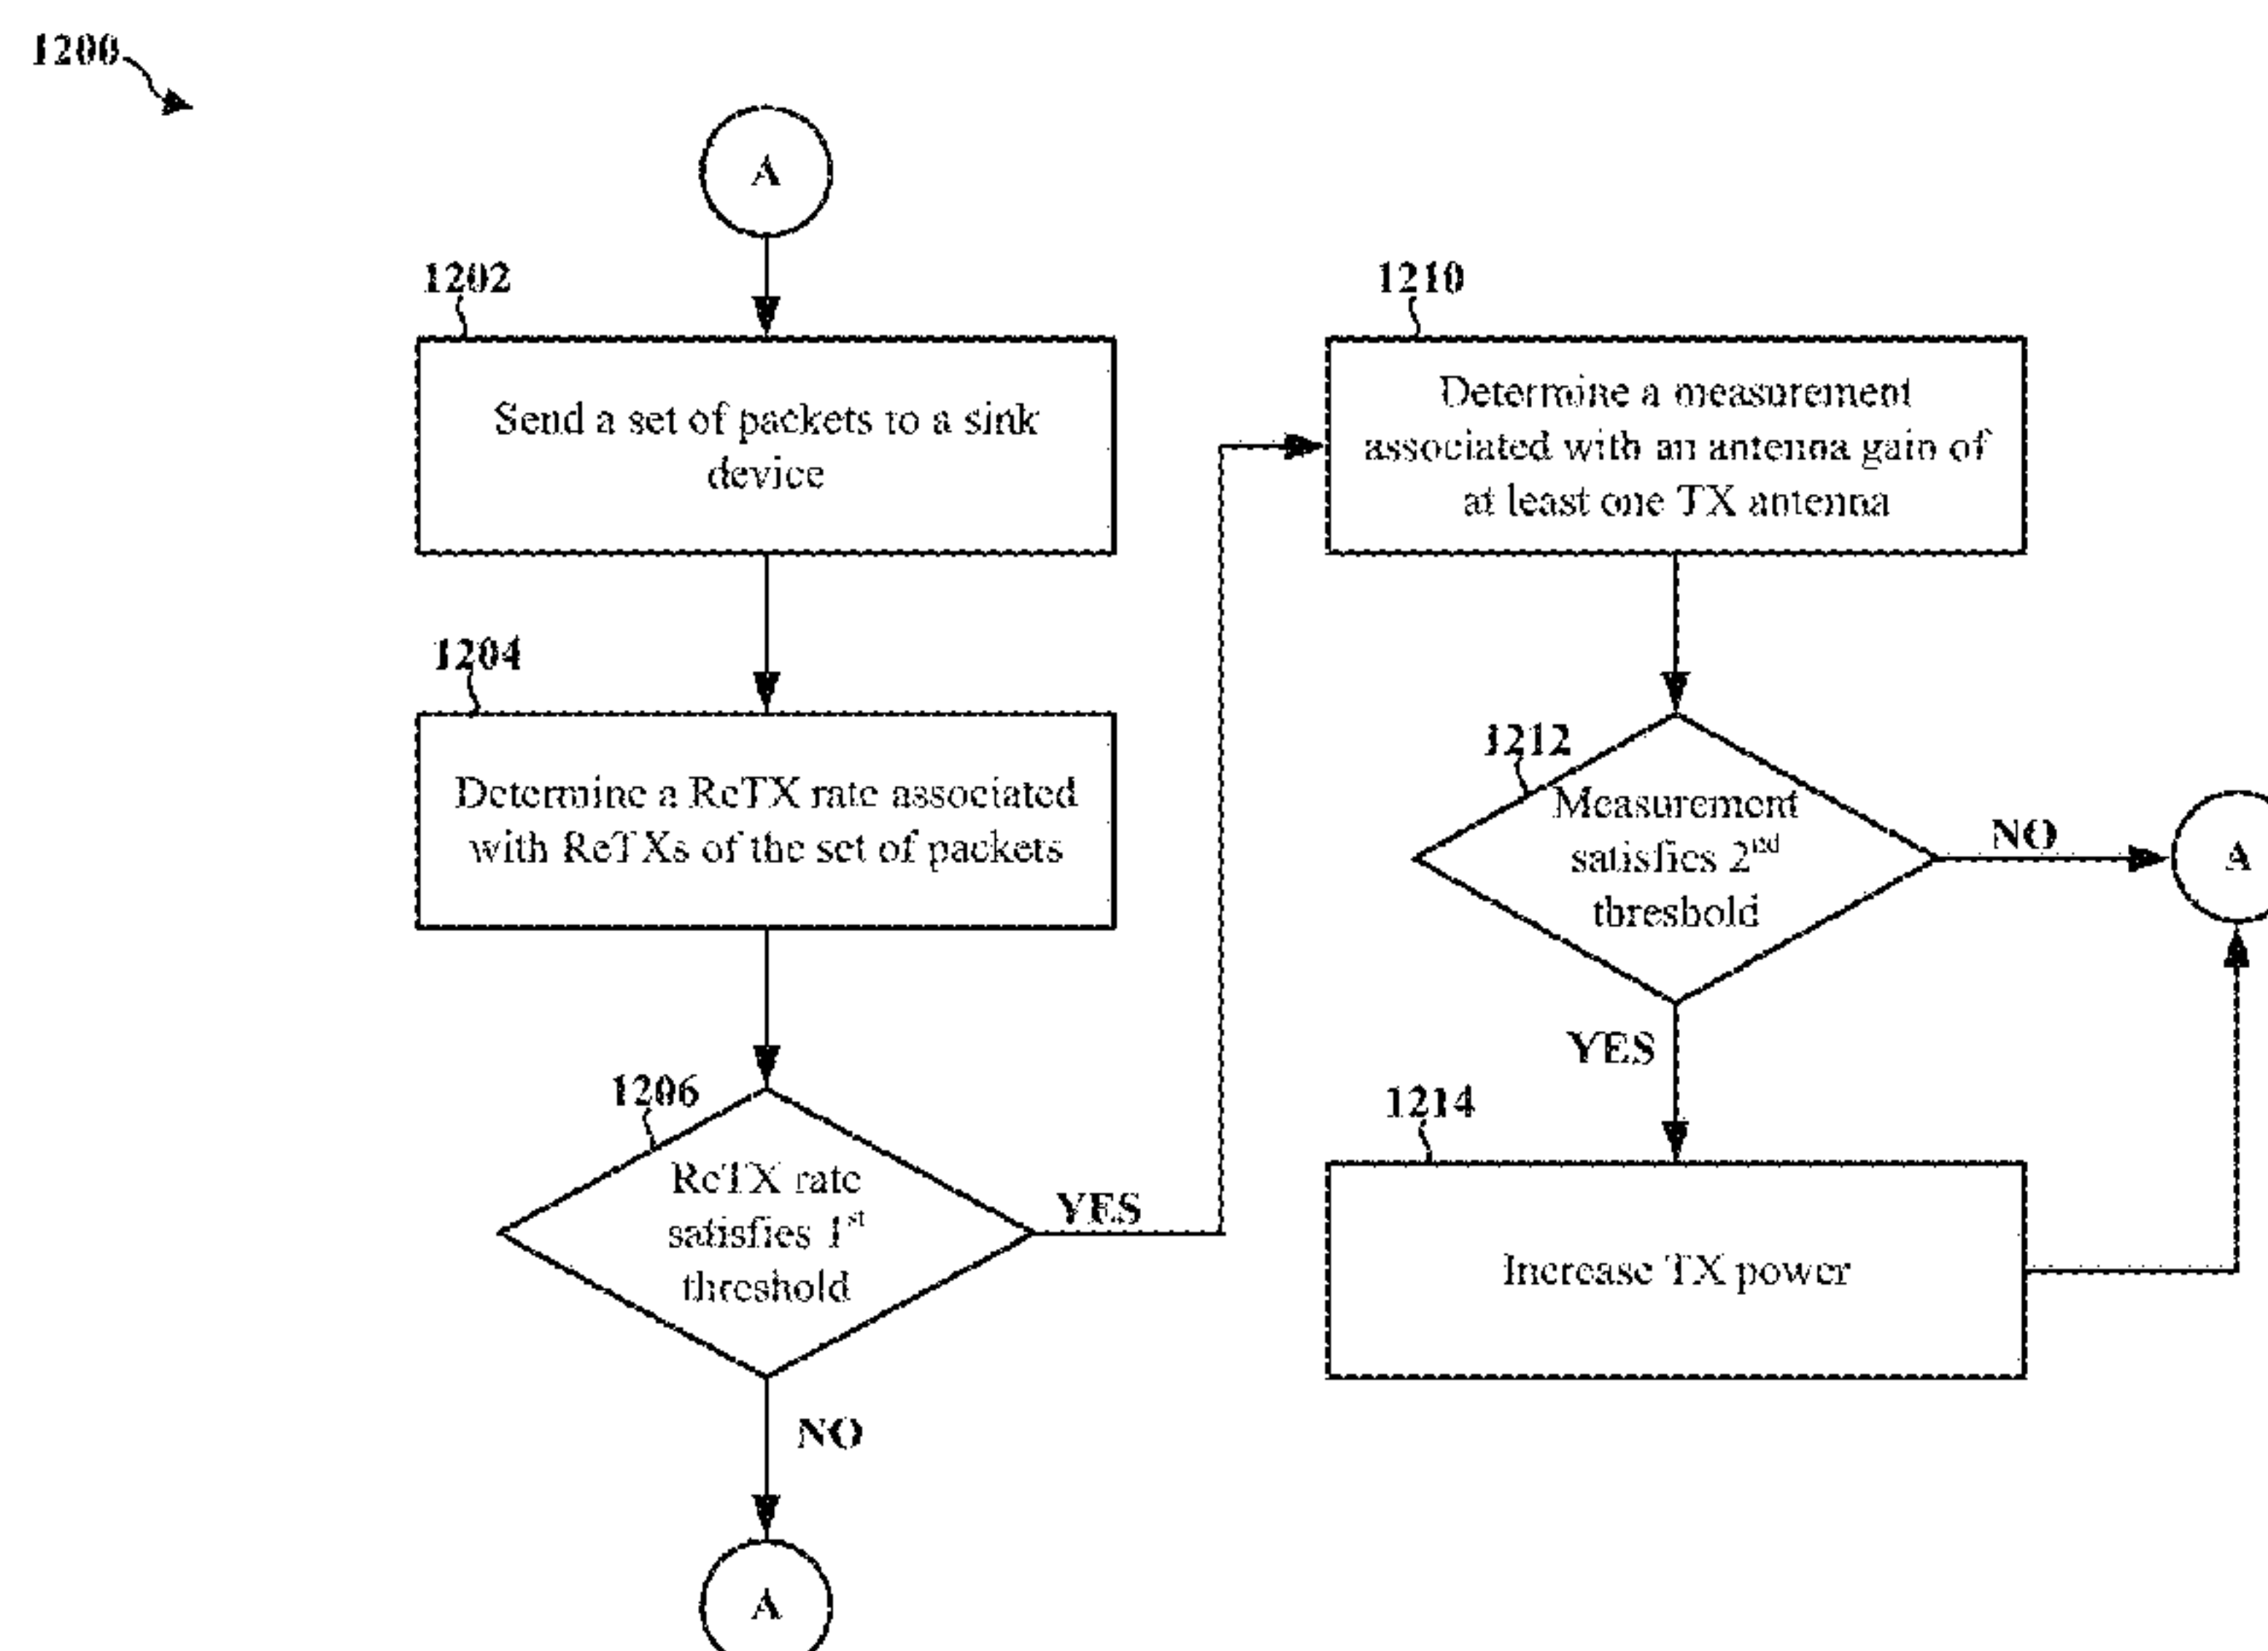 1200
A
1202
Send a set of packets to a sink
device
1204
Determine a ReTX rate associated
with ReTXs of the set of packets
1206
ReTX rate
satisfies 1st
threshold
YES
NO
A
1210
Determine a measurement
associated with an antenna gain of
at least one TX antenna
1212
Measurement
satisfies 2nd
threshold
NO
A
YES
1214
Increase TX power